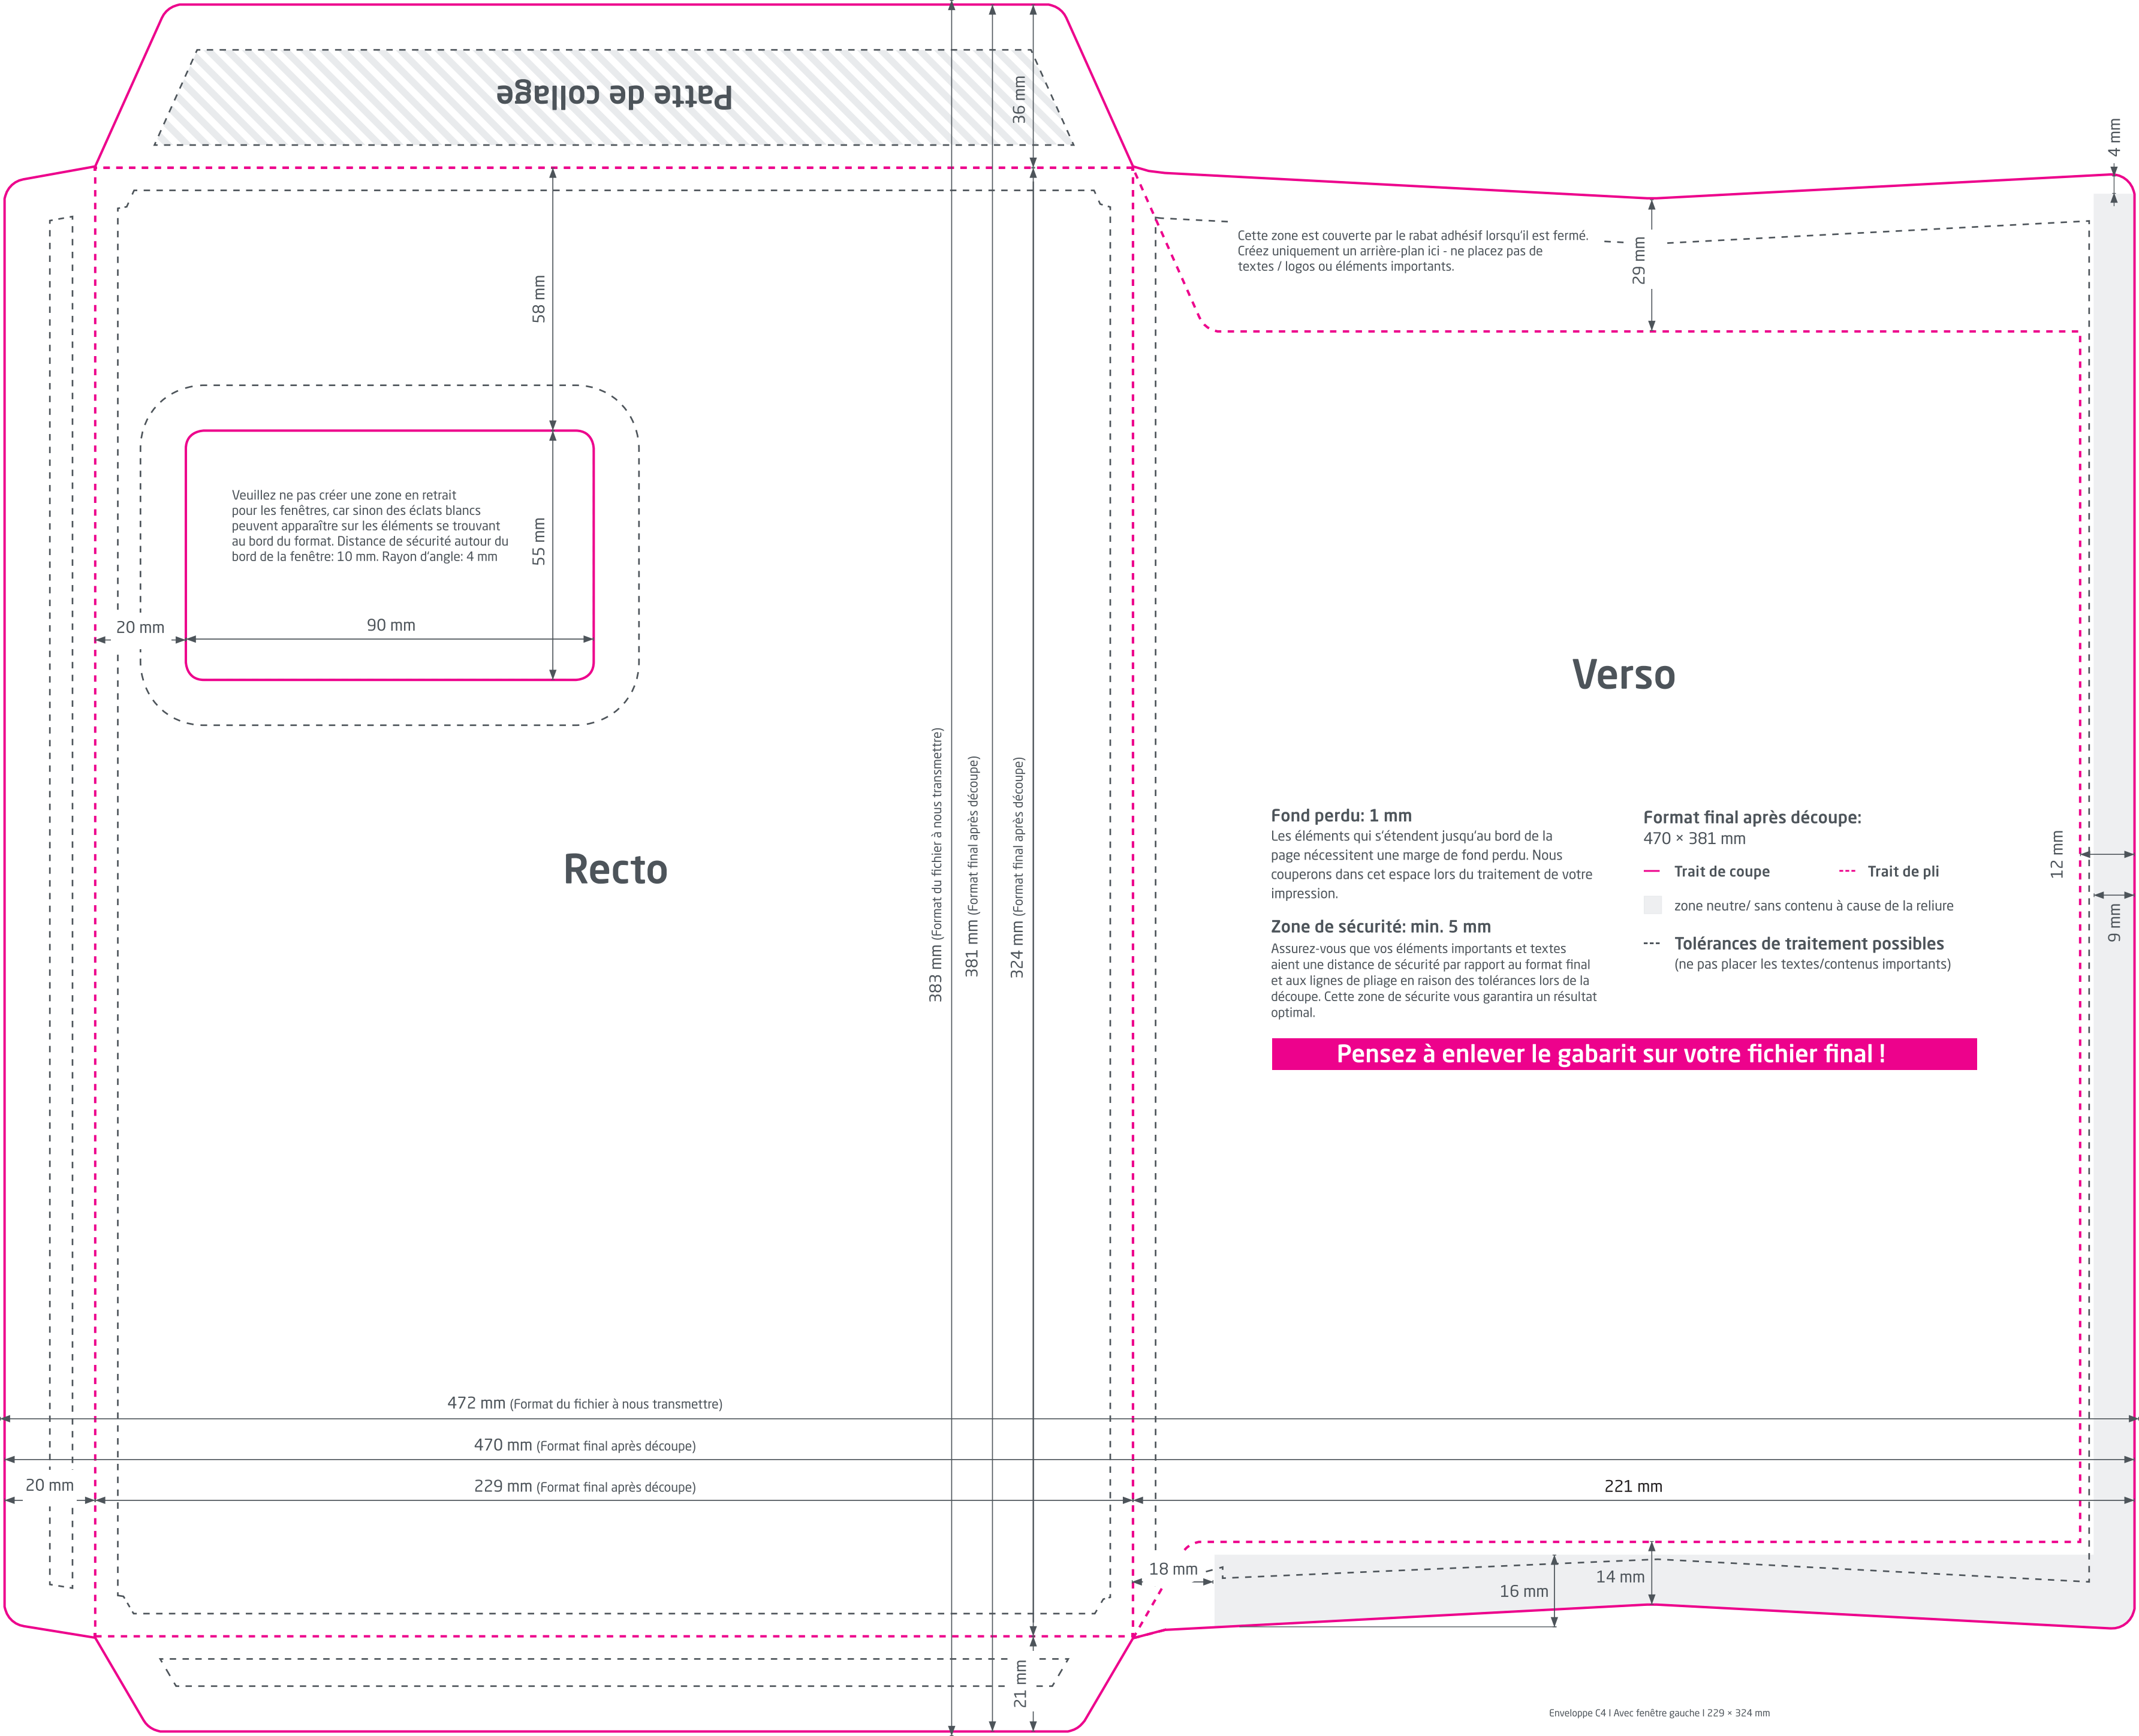 Patte de collage
36 mm
4 mm
58 mm
Cette zone est couverte par le rabat adhésif lorsqu'il est fermé.
Créez uniquement un arrière-plan ici - ne placez pas de
textes / logos ou éléments importants.
29 mm
Veuillez ne pas créer une zone en retrait
pour les fenêtres, car sinon des éclats blancs
peuvent apparaître sur les éléments se trouvant
au bord du format. Distance de sécurité autour du
bord de la fenêtre: 10 mm. Rayon d'angle: 4 mm
55 mm
20 mm
90 mm
Recto
383 mm (Format du fichier à nous transmettre)
381 mm (Format final après découpe)
324 mm (Format final après découpe)
Verso
Fond perdu: 1 mm
Les éléments qui s'étendent jusqu'au bord de la
page nécessitent une marge de fond perdu. Nous
couperons dans cet espace lors du traitement de votre
impression.
Zone de sécurité: min. 5 mm
Assurez-vous que vos éléments importants et textes
aient une distance de sécurité par rapport au format final
et aux lignes de pliage en raison des tolérances lors de la
découpe. Cette zone de sécurite vous garantira un résultat
optimal.
Format final après découpe:
470 × 381 mm
Trait de coupe
Trait de pli
zone neutre/ sans contenu à cause de la reliure
Tolérances de traitement possibles
(ne pas placer les textes/contenus importants)
12 mm
9 mm
Pensez à enlever le gabarit sur votre fichier final !
472 mm (Format du fichier à nous transmettre)
470 mm (Format final après découpe)
20 mm
229 mm (Format final après découpe)
221 mm
18 mm
16 mm
14 mm
21 mm
Enveloppe C4 I Avec fenêtre gauche I 229 × 324 mm